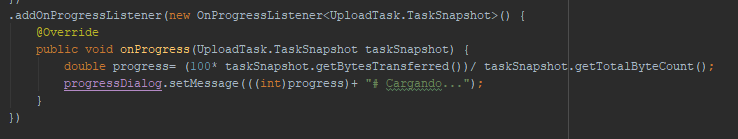 .addOnProgressListener(new OnProgressListener<UploadTask.TaskSnapshot>() {
@Override
public void onProgress(UploadTask.TaskSnapshot taskSnapshot) {
double progress= (100* taskSnapshot.getBytesTransferred())/ taskSnapshot.getTotalByteCount();
progressDialog.setMessage(((int)progress)+ "# Cargando...");
}
})